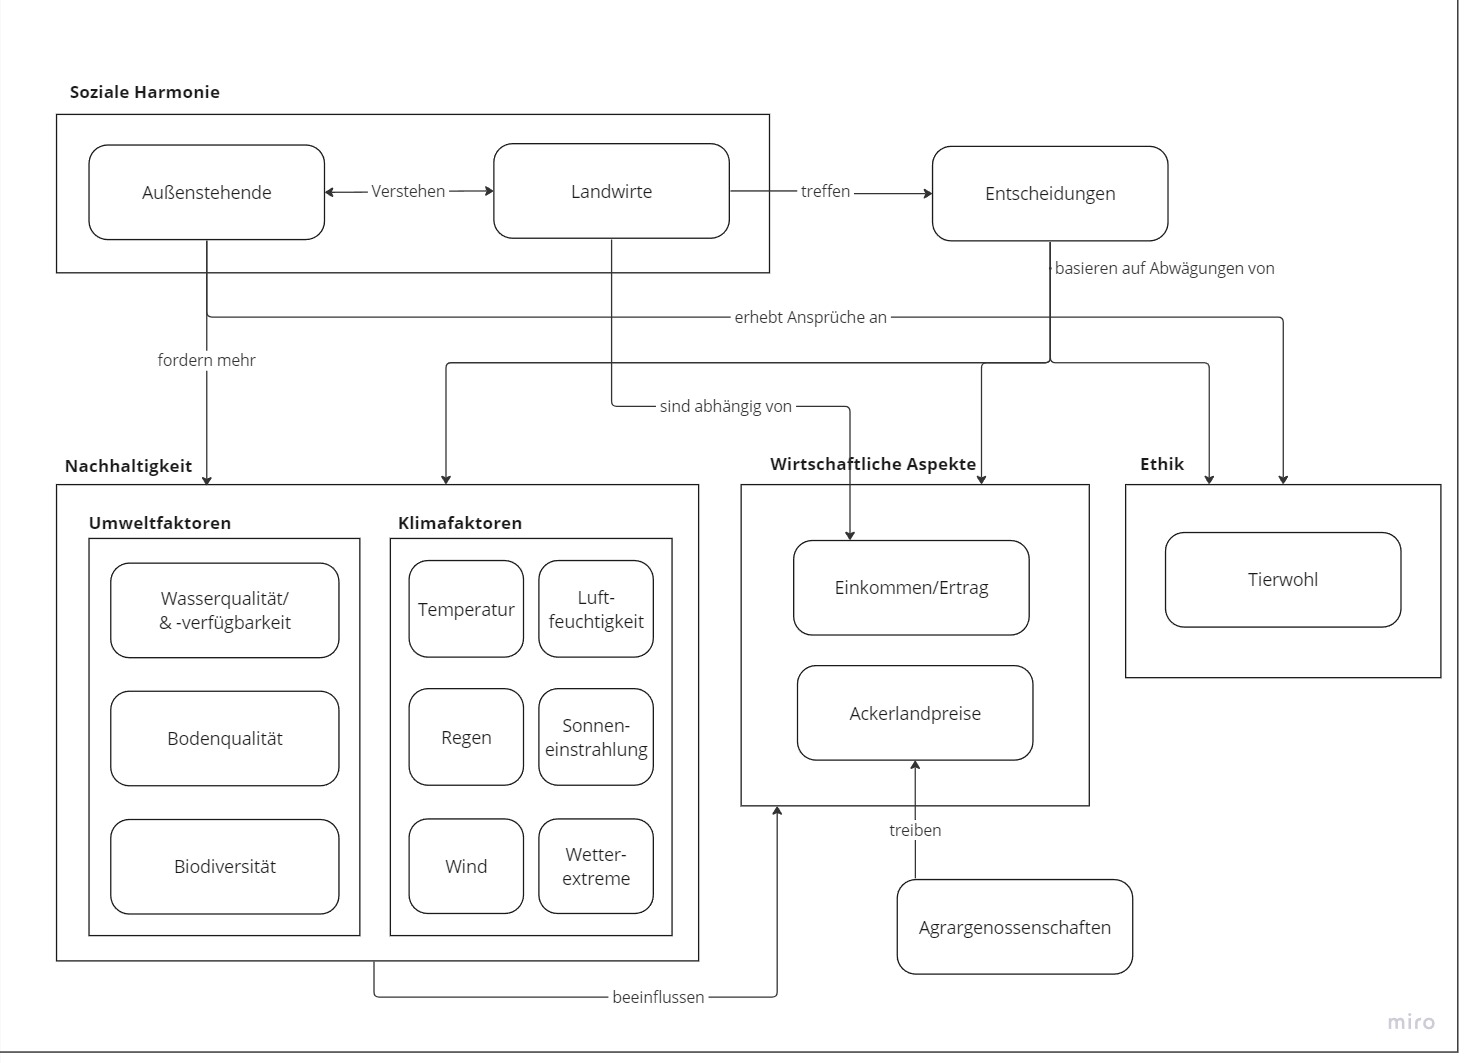 Soziale Harmonie
Außenstehende
Verstehen
Landwirte
treffen
Entscheidungen
basieren auf Abwägungen von
erhebt Ansprüche an
fordern mehr
sind abhängig von
Nachhaltigkeit
Wirtschaftliche Aspekte
Ethik
Umweltfaktoren
Klimafaktoren
Wasserqualität/
& -verfügbarkeit
Bodenqualität
Biodiversität
Temperatur
Luft-
feuchtigkeit
Regen
Sonnen-
einstrahlung
Wind
Wetter-
extreme
Einkommen/Ertrag
Ackerlandpreise
Tierwohl
treiben
Agrargenossenschaften
beeinflussen
miro